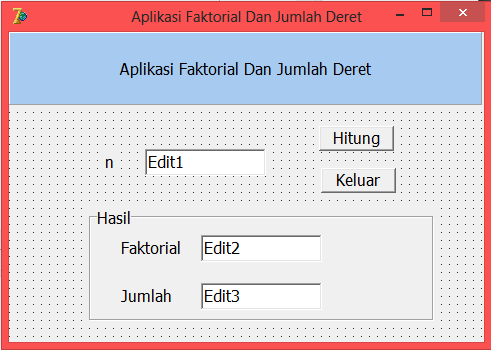 Aplikasi Faktorial Dan Jumlah Deret
Aplikasi Faktorial Dan Jumlah Deret
n Edit1 Hitung
Keluar
Hasil
Faktorial Edit2
Jumlah Edit3